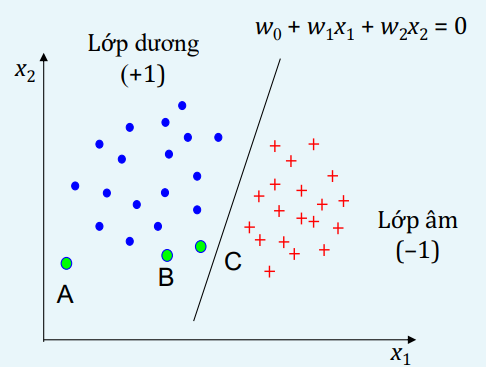 w₀ + w₁x₁ + w₂x₂ = 0
Lớp dương
(+1)
x₂
Lớp âm
(−1)
A
B
C
x₁